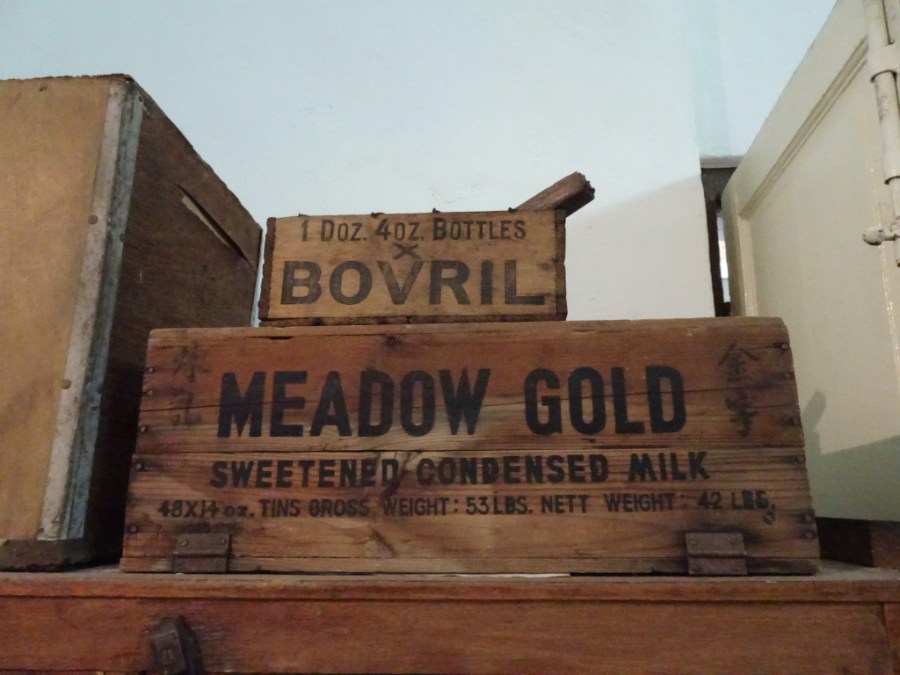 1 DOZ. 4OZ. BOTTLES
BOVRIL
MEADOW GOLD
SWEETENED CONDENSED MILK
48X14 oz. TINS GROSS WEIGHT: 53 LBS. NETT WEIGHT: 42 LBS.